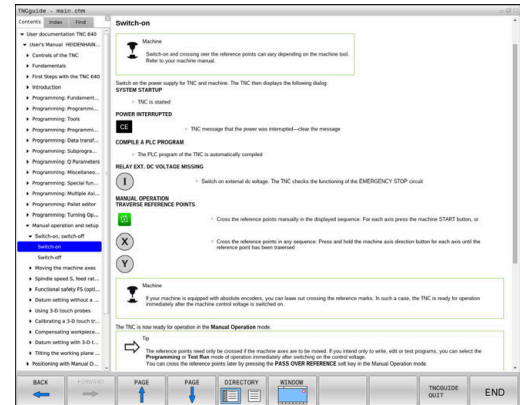 TNCguide - main.chm
Contents Index Find
User documentation TNC 640
User's Manual HEIDENHAIN...
Controls of the TNC
Fundamentals
First Steps with the TNC 640
Introduction
Programming: Fundament...
Programming: Programmi...
Programming: Tools
Programming: Programmi...
Programming: Data transf...
Programming: Subprogra...
Programming: Q Parameters
Programming: Miscellaneo...
Programming: Special fun...
Programming: Multiple Axi...
Programming: Pallet editor
Programming: Turning Op...
Manual operation and setup
Switch-on, switch-off
Switch-on
Switch-off
Moving the machine axes
Spindle speed S, feed rat...
Functional safety FS (opti...
Datum setting without a ...
Using 3-D touch probes
Calibrating a 3-D touch tr...
Compensating workpiece...
Datum setting with 3-D t...
Tilting the working plane ...
Positioning with Manual D...
Switch-on
Machine
Switch-on and crossing over the reference points can vary depending on the machine tool.
Refer to your machine manual.
Switch on the power supply for TNC and machine. The TNC then displays the following dialog:
SYSTEM STARTUP
TNC is started
POWER INTERRUPTED
CE
TNC message that the power was interrupted—clear the message
COMPILE A PLC PROGRAM
The PLC program of the TNC is automatically compiled
RELAY EXT. DC VOLTAGE MISSING
I
Switch on external dc voltage. The TNC checks the functioning of the EMERGENCY STOP circuit
MANUAL OPERATION
TRAVERSE REFERENCE POINTS
Cross the reference points manually in the displayed sequence: For each axis press the machine START button, or
X
Cross the reference points in any sequence: Press and hold the machine axis direction button for each axis until the
reference point has been traversed
Y
Machine
If your machine is equipped with absolute encoders, you can leave out crossing the reference marks. In such a case, the TNC is ready for operation
immediately after the machine control voltage is switched on.
The TNC is now ready for operation in the Manual Operation mode.
Tip
The reference points need only be crossed if the machine axes are to be moved. If you intend only to write, edit or test programs, you can select the
Programming or Test Run mode of operation immediately after switching on the control voltage.
You can cross the reference points later by pressing the PASS OVER REFERENCE soft key in the Manual Operation mode.
BACK FORWARD PAGE PAGE DIRECTORY WINDOW TNCGUIDE
QUIT END